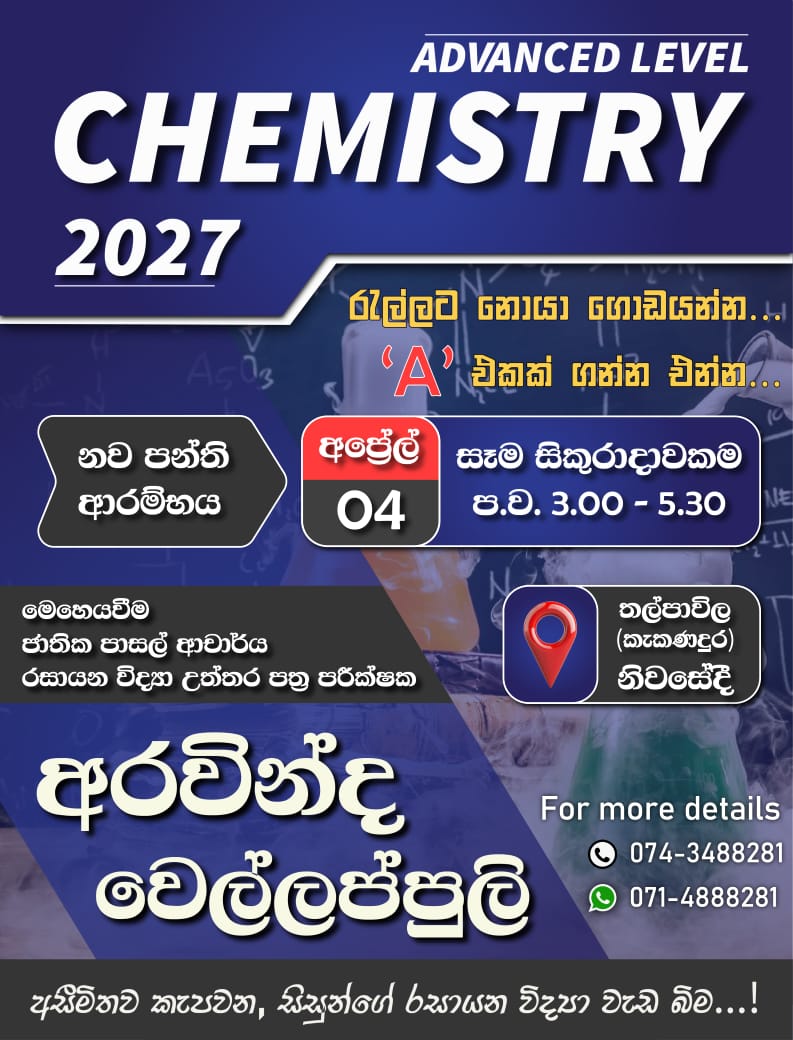 ADVANCED LEVEL
CHEMISTRY
2027
රැල්ලට නොයා ගොඩයන්න...
‘A’ එකක් ගන්න එන්න...
නව පන්ති
ආරම්භය
අප්‍රේල්
04
සෑම සිකුරාදාවකම
ප.ව. 3.00 - 5.30
මෙහෙයවීම
ජාතික පාසල් ආචාර්ය
රසායන විද්‍යා උත්තර පත්‍ර පරීක්ෂක
තල්පාවිල
(කැකණදුර)
නිවසේදී
අරවින්ද
වෙල්ලප්පුලි
For more details
074-3488281
071-4888281
අසීමිතව කැපවන, සිසුන්ගේ රසායන විද්‍යා වැඩ බිම...!